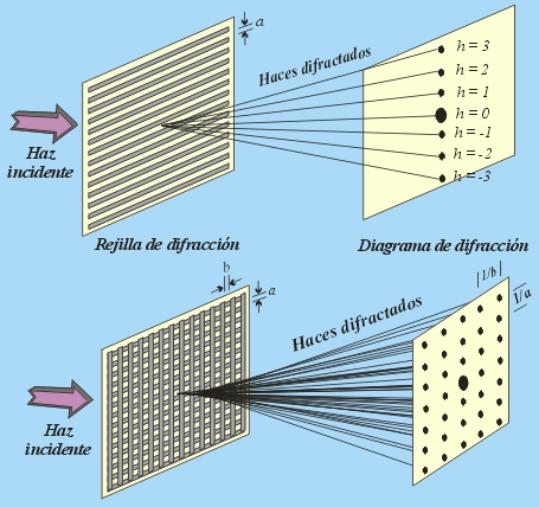 a
Haces difractados
h = 3
h = 2
h = 1
h = 0
h = -1
h = -2
h = -3
Haz
incidente
Rejilla de difracción
Diagrama de difracción
b
a
1/b
1/a
Haces difractados
Haz
incidente